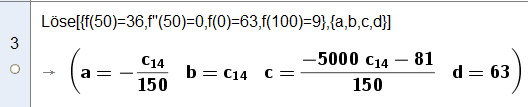 Löse[{f(50)=36,f''(50)=0,f(0)=63,f(100)=9},{a,b,c,d}]
3
→ (a = -c₁₄/150 b = c₁₄ c = (-5000 c₁₄ - 81)/150 d = 63)